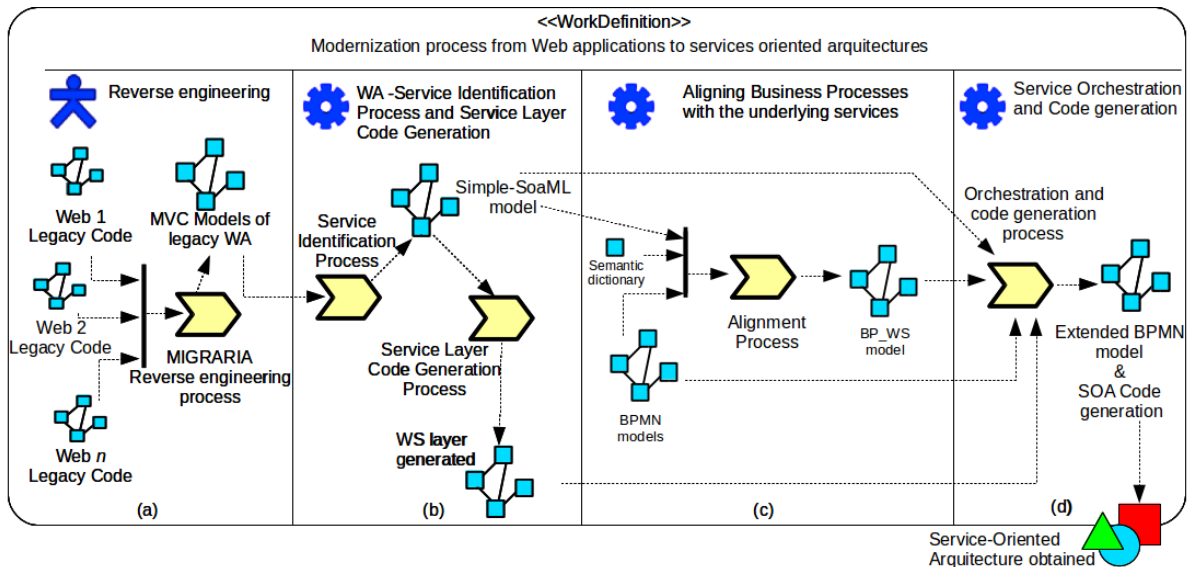 <<WorkDefinition>>
Modernization process from Web applications to services oriented arquitectures
Reverse engineering
Web 1
Legacy Code
MVC Models of
legacy WA
Web 2
Legacy Code
MIGRARIA
Reverse engineering
process
Web n
Legacy Code
(a)
WA -Service Identification
Process and Service Layer
Code Generation
Service
Identification
Process
Simple-SoaML
model
Service Layer
Code Generation
Process
WS layer
generated
(b)
Aligning Business Processes
with the underlying services
Semantic
dictionary
Alignment
Process
BP_WS
model
BPMN
models
(c)
Service Orchestration
and Code generation
Orchestration and
code generation
process
Extended BPMN
model
&
SOA Code
generation
(d)
Service-Oriented
Arquitecture obtained